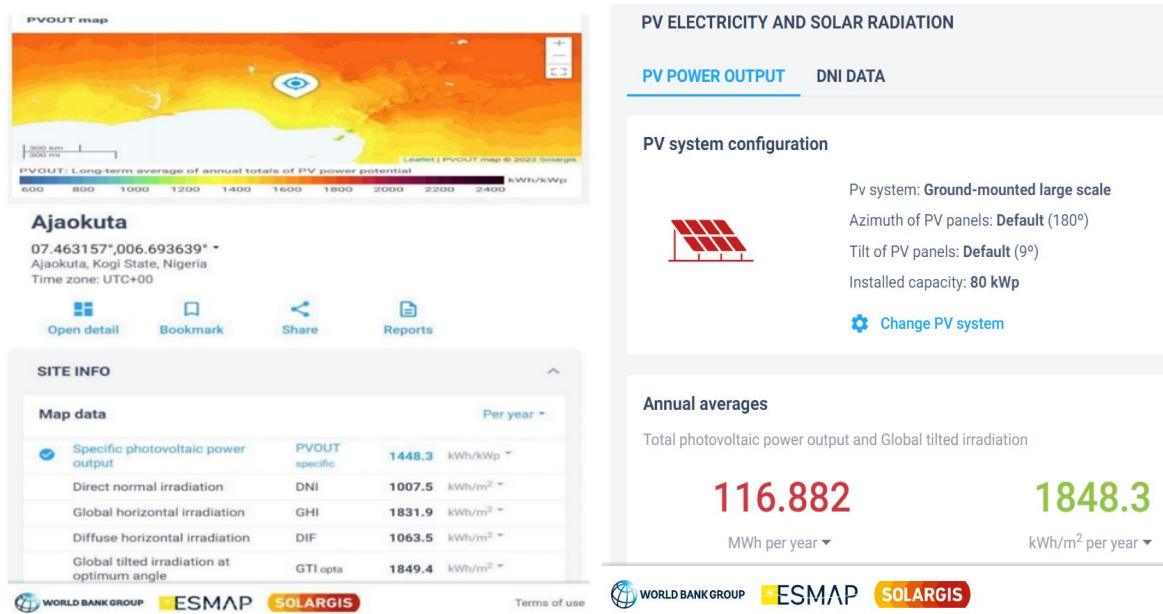 PVOUT map
+
−
300 km
300 mi
Leaflet | PVOUT map © 2023 Solargis
PVOUT: Long-term average of annual totals of PV power potential
kWh/kWp
600 800 1000 1200 1400 1600 1800 2000 2200 2400
Ajaokuta
07.463157°,006.693639°
Ajaokuta, Kogi State, Nigeria
Time zone: UTC+00
Open detail Bookmark Share Reports
SITE INFO
Map data Per year
Specific photovoltaic power output PVOUT specific 1448.3 kWh/kWp
Direct normal irradiation DNI 1007.5 kWh/m²
Global horizontal irradiation GHI 1831.9 kWh/m²
Diffuse horizontal irradiation DIF 1063.5 kWh/m²
Global tilted irradiation at optimum angle GTI opta 1849.4 kWh/m²
WORLD BANK GROUP ESMAP SOLARGIS Terms of use
PV ELECTRICITY AND SOLAR RADIATION
PV POWER OUTPUT DNI DATA
PV system configuration
Pv system: Ground-mounted large scale
Azimuth of PV panels: Default (180º)
Tilt of PV panels: Default (9º)
Installed capacity: 80 kWp
Change PV system
Annual averages
Total photovoltaic power output and Global tilted irradiation
116.882 1848.3
MWh per year kWh/m² per year
WORLD BANK GROUP ESMAP SOLARGIS